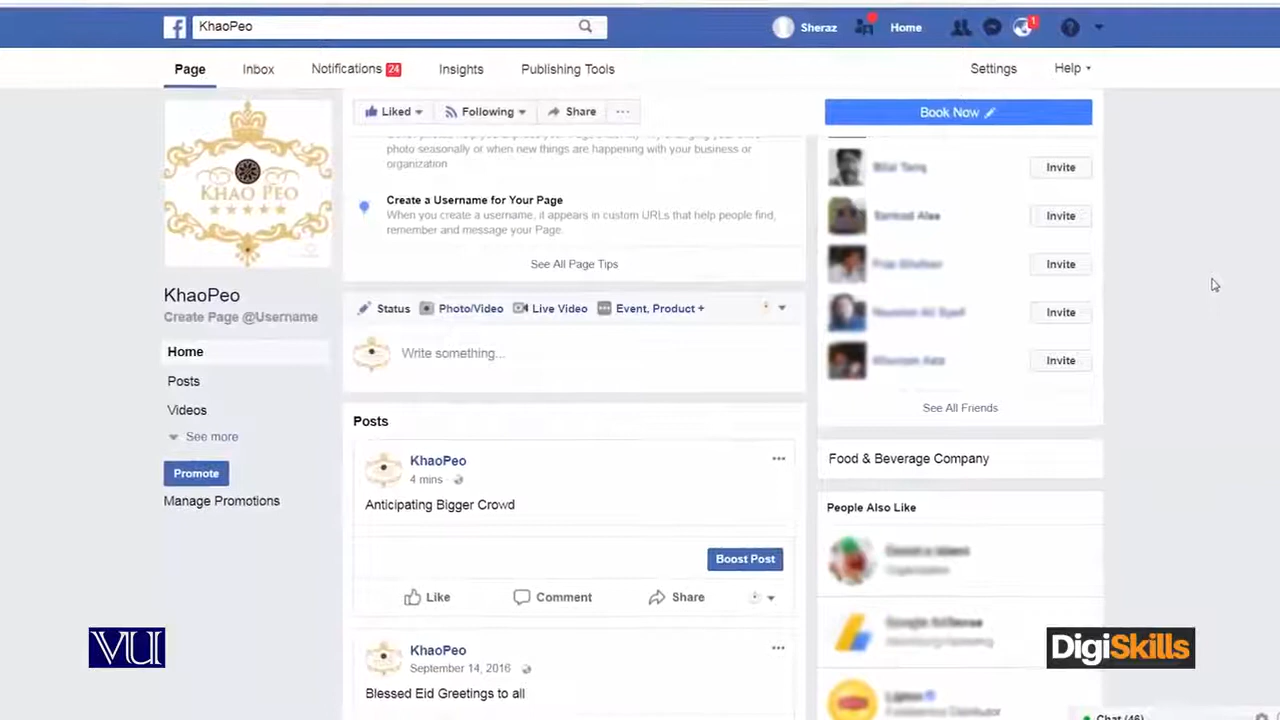 KhaoPeo
Sheraz
Home
1
Page
Inbox
Notifications 24
Insights
Publishing Tools
Settings
Help
KHAO PEO
KhaoPeo
Create Page @Username
Home
Posts
Videos
See more
Promote
Manage Promotions
Liked
Following
Share
photo seasonally or when new things are happening with your business or
organization
Create a Username for Your Page
When you create a username, it appears in custom URLs that help people find,
remember and message your Page.
See All Page Tips
Status
Photo/Video
Live Video
Event, Product +
Write something...
Posts
KhaoPeo
4 mins
Anticipating Bigger Crowd
Boost Post
Like
Comment
Share
KhaoPeo
September 14, 2016
Blessed Eid Greetings to all
Book Now
Invite
Invite
Invite
Invite
Invite
See All Friends
Food & Beverage Company
People Also Like
Chat (46)
VU
DigiSkills